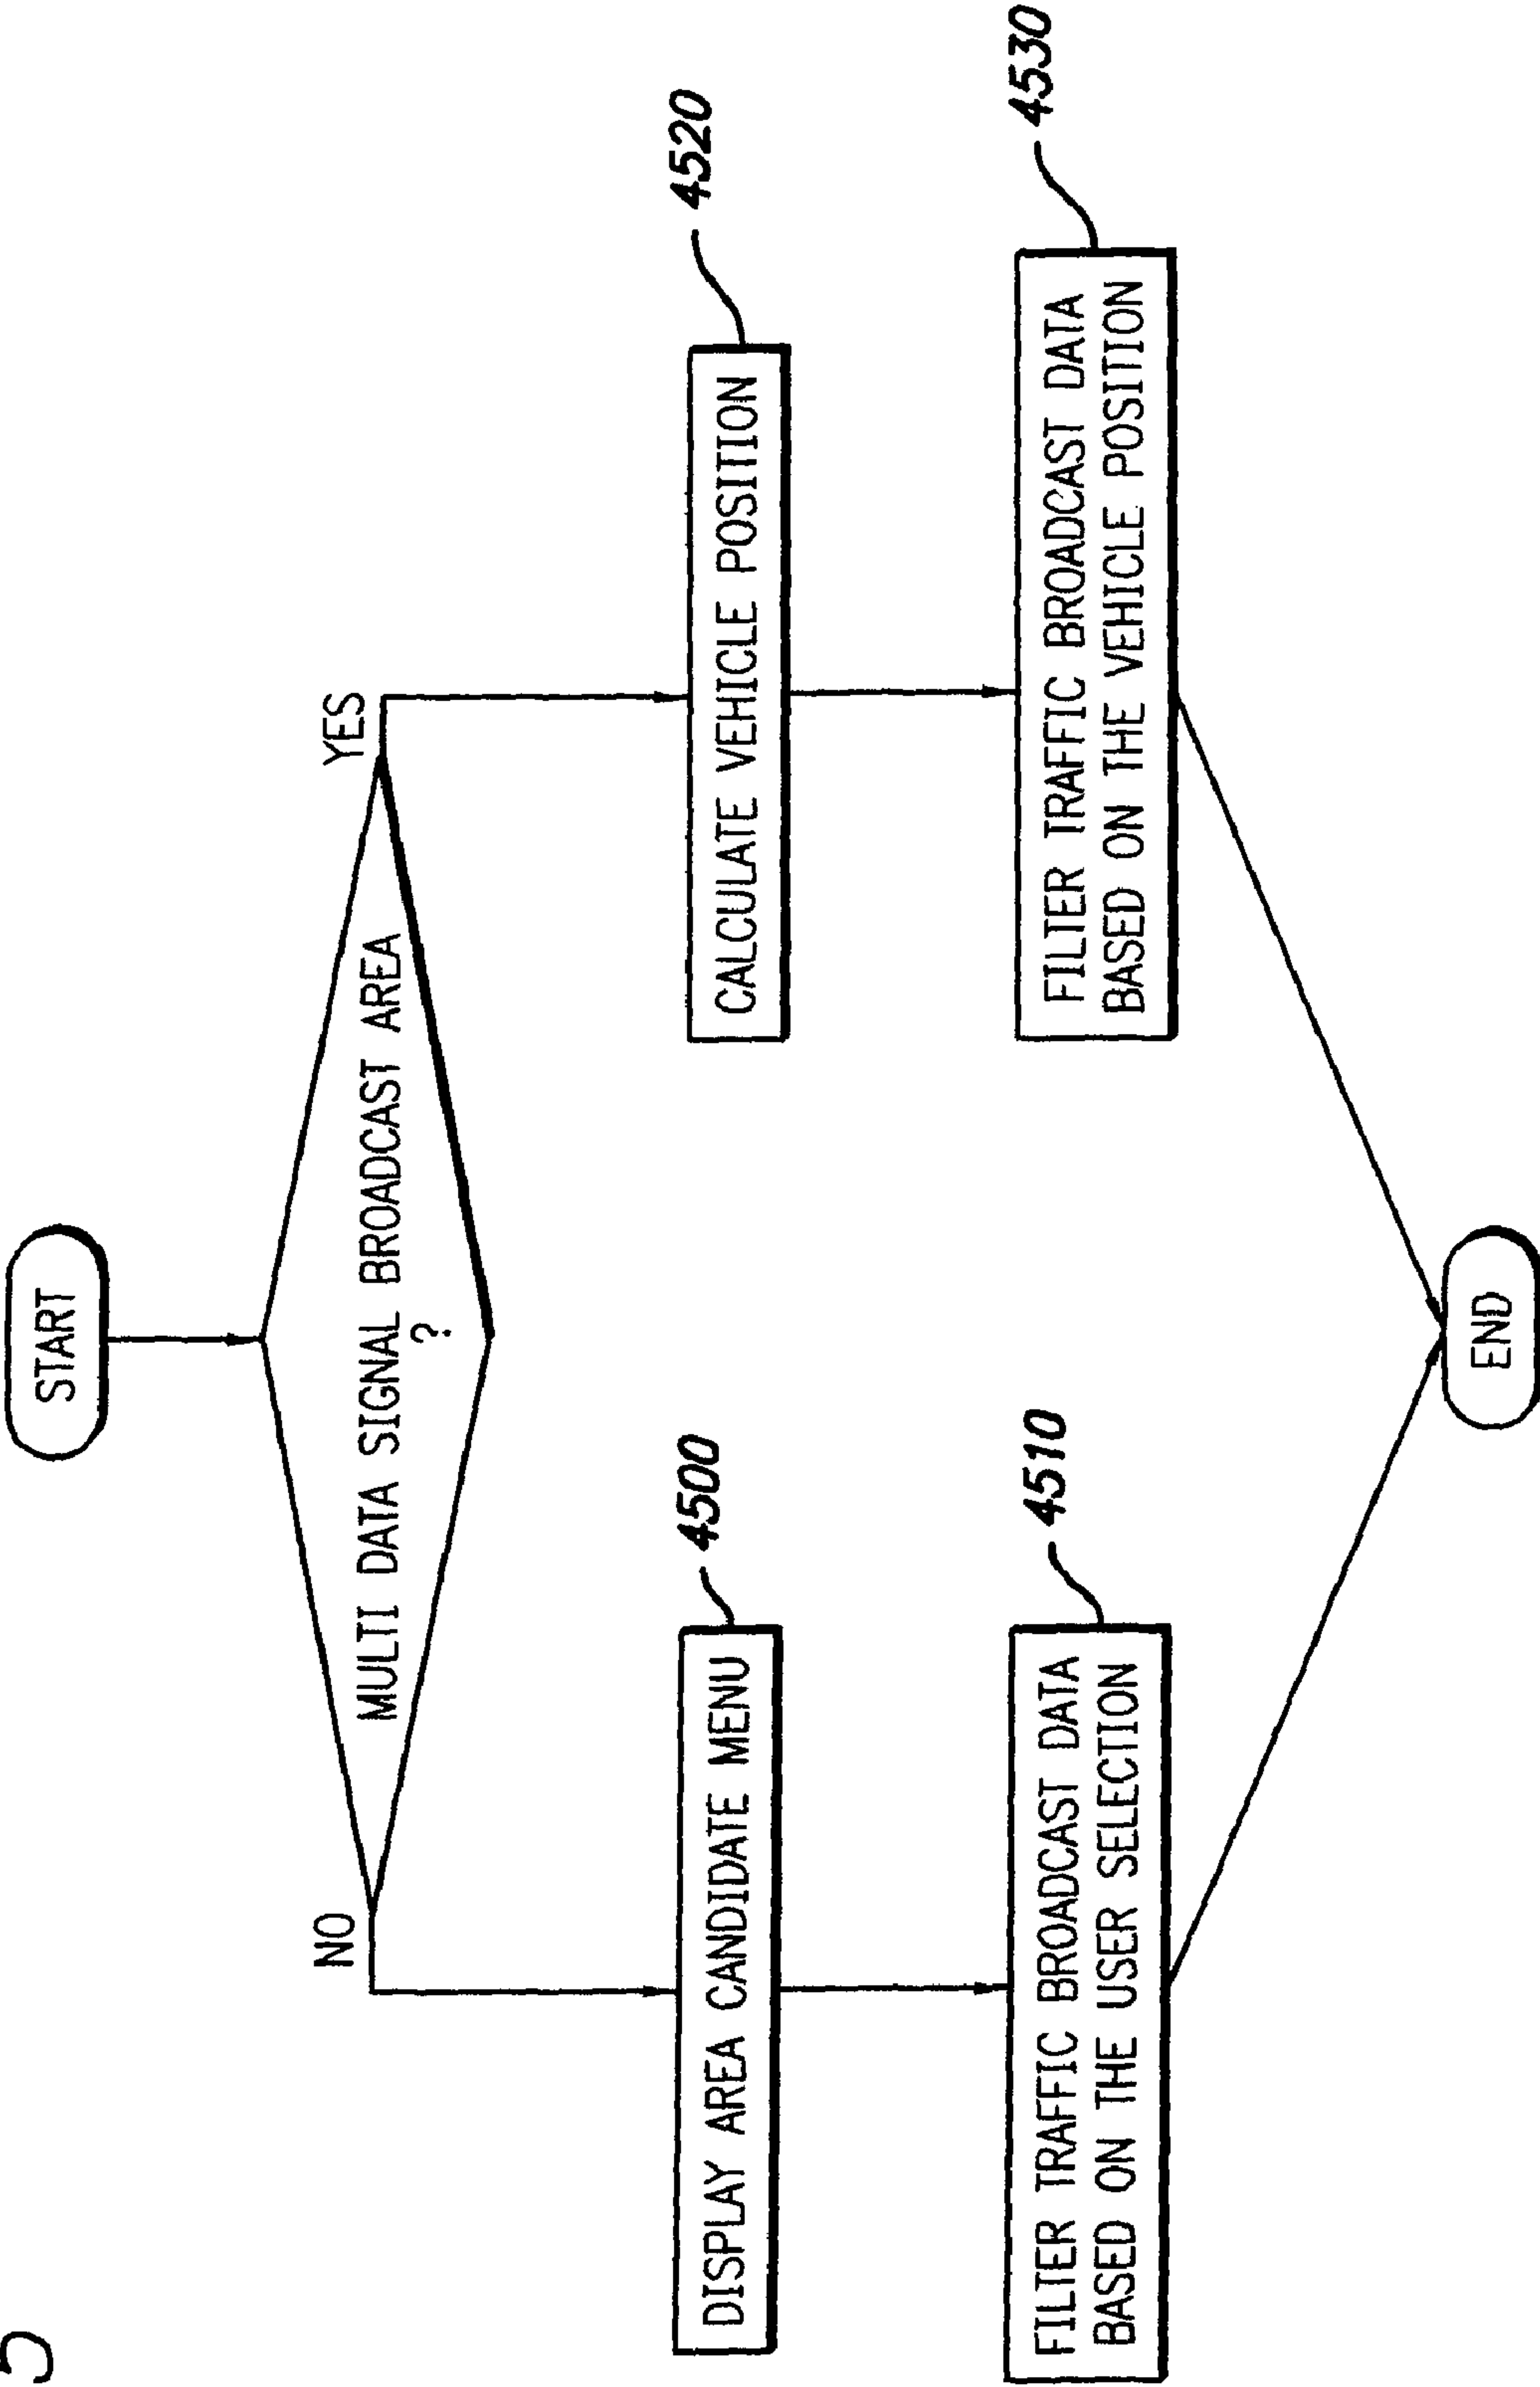 5
START
MULTI DATA SIGNAL BROADCAST AREA
?
NO
YES
DISPLAY AREA CANDIDATE MENU
4500
CALCULATE VEHICLE POSITION
4520
FILTER TRAFFIC BROADCAST DATA
BASED ON THE USER SELECTION
4510
FILTER TRAFFIC BROADCAST DATA
BASED ON THE VEHICLE POSITION
4530
END